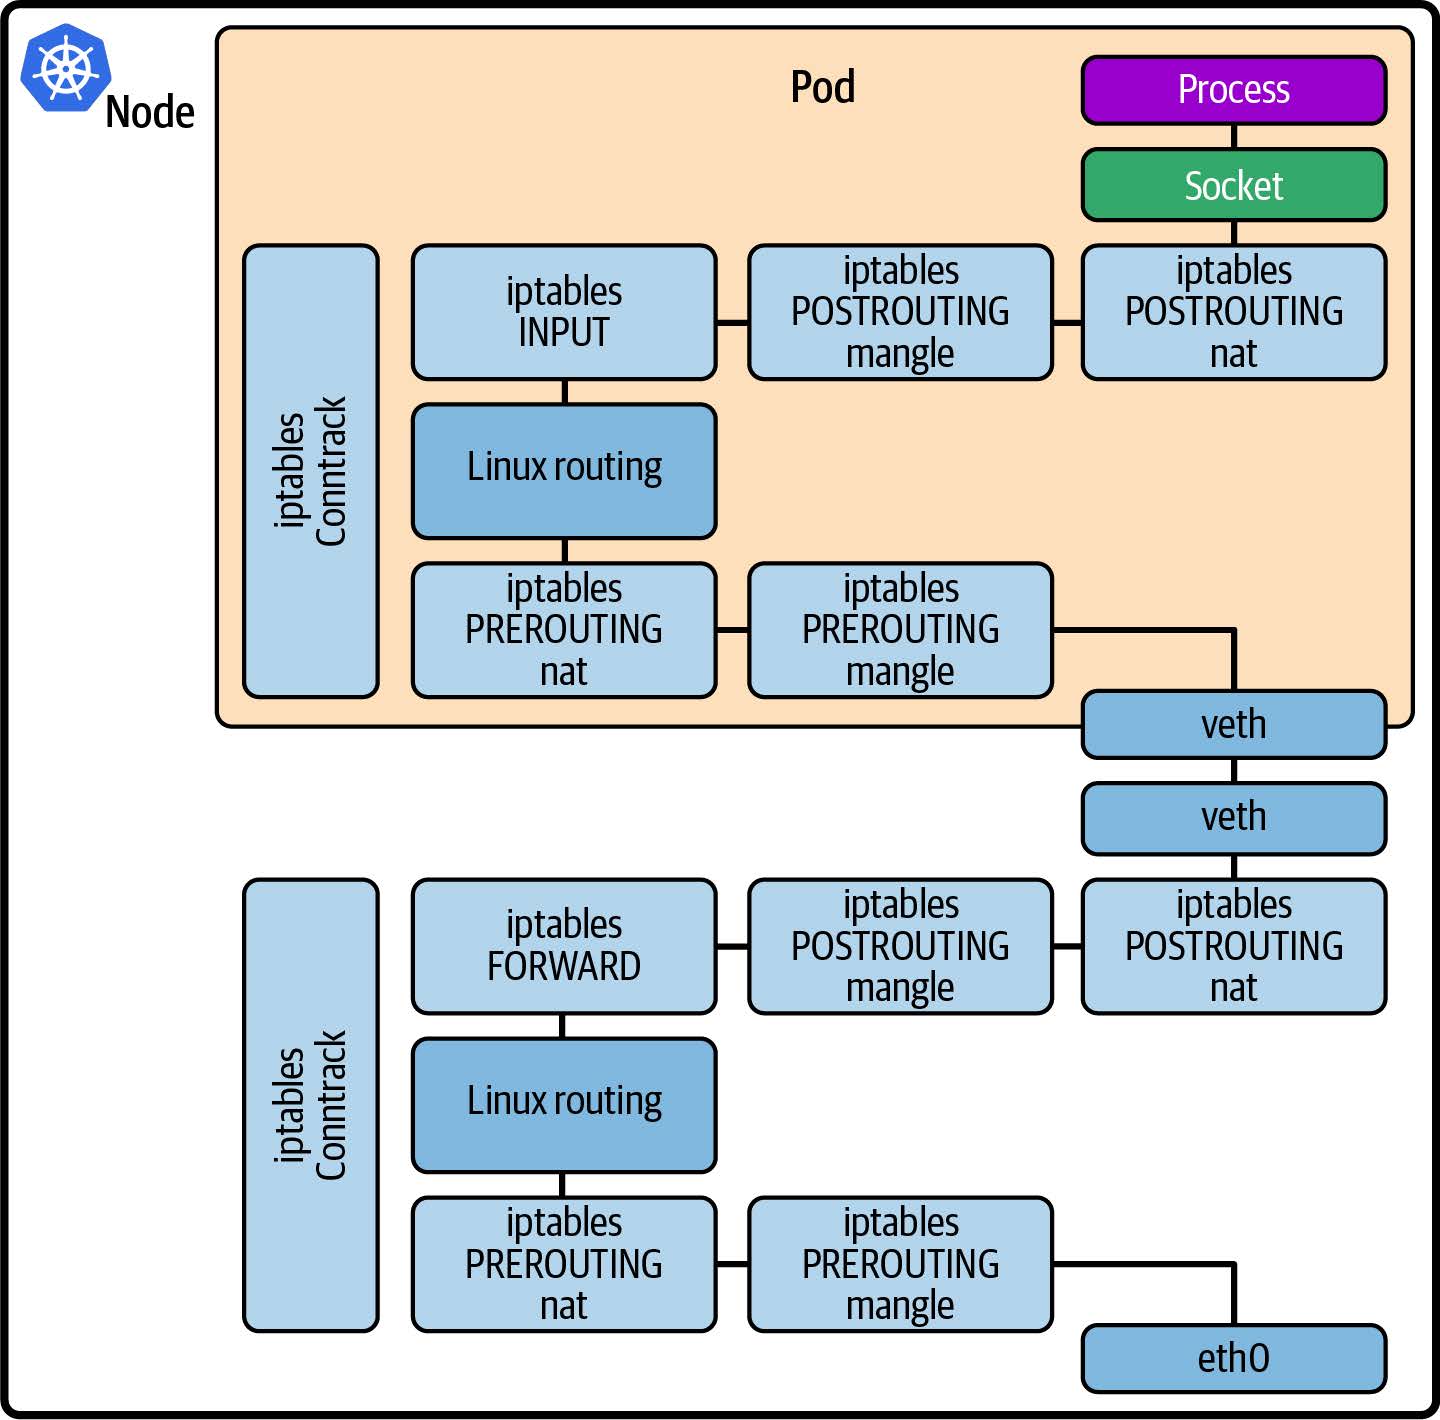 Node
Pod
Process
Socket
iptables
Conntrack
iptables
INPUT
iptables
POSTROUTING
mangle
iptables
POSTROUTING
nat
Linux routing
iptables
PREROUTING
nat
iptables
PREROUTING
mangle
veth
veth
iptables
Conntrack
iptables
FORWARD
iptables
POSTROUTING
mangle
iptables
POSTROUTING
nat
Linux routing
iptables
PREROUTING
nat
iptables
PREROUTING
mangle
eth0